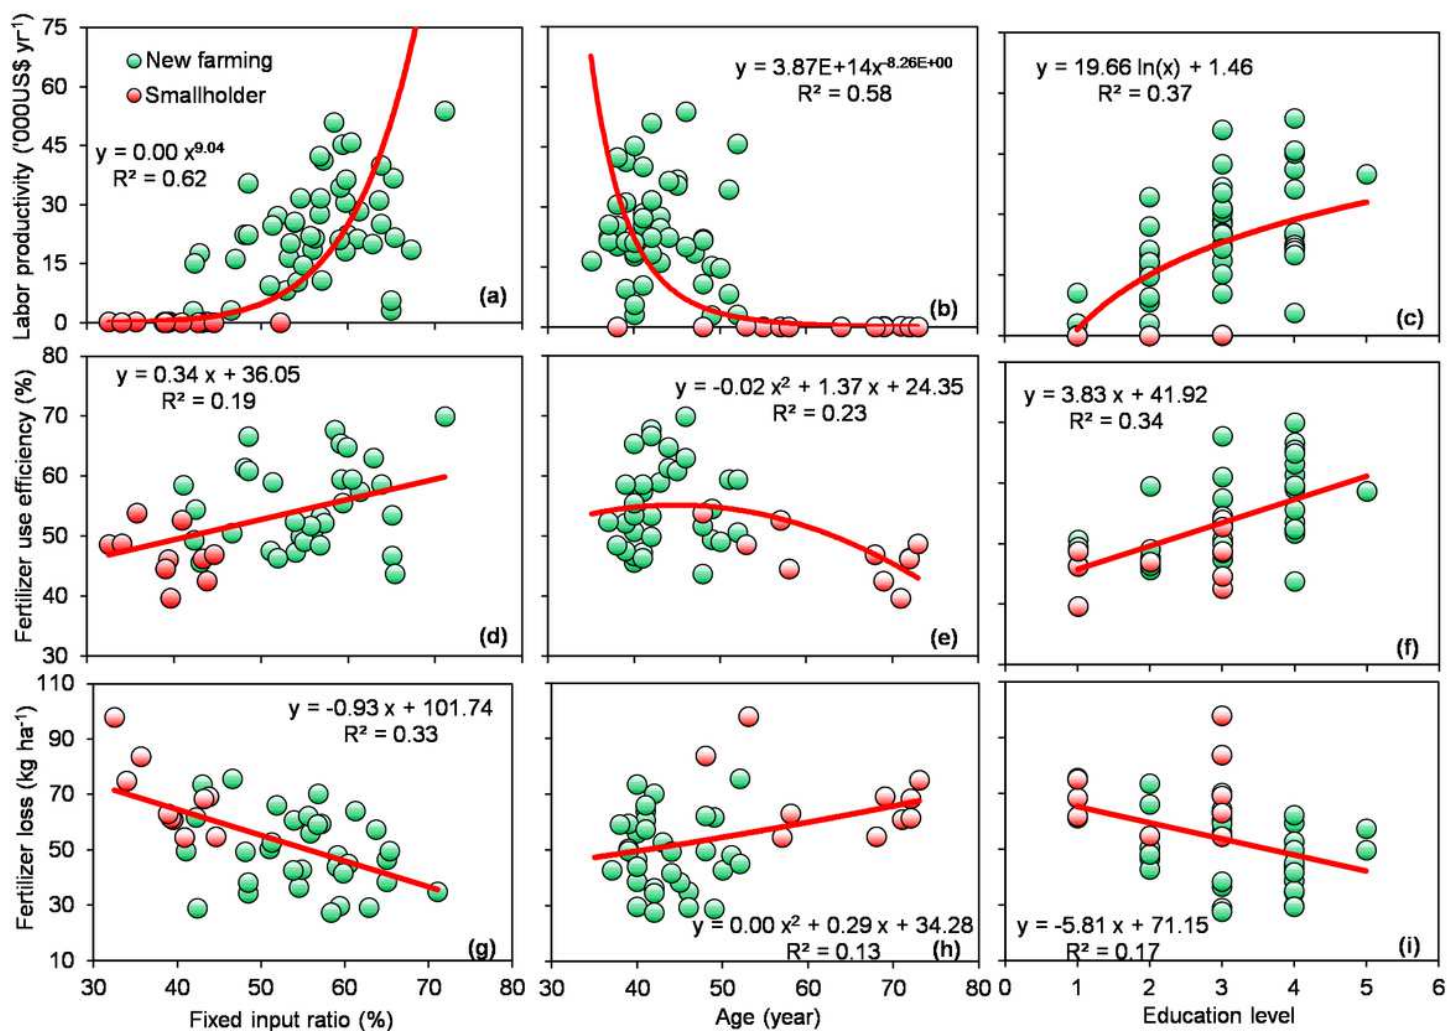 75
60
45
30
15
0
Labor productivity ('000US$ yr⁻¹)
New farming
Smallholder
y = 0.00 x^9.04
R² = 0.62
(a)
y = 3.87E+14x^-8.26E+00
R² = 0.58
(b)
y = 19.66 ln(x) + 1.46
R² = 0.37
(c)
80
70
60
50
40
30
Fertilizer use efficiency (%)
y = 0.34 x + 36.05
R² = 0.19
(d)
y = -0.02 x² + 1.37 x + 24.35
R² = 0.23
(e)
y = 3.83 x + 41.92
R² = 0.34
(f)
110
90
70
50
30
10
Fertilizer loss (kg ha⁻¹)
y = -0.93 x + 101.74
R² = 0.33
(g)
y = 0.00 x² + 0.29 x + 34.28
R² = 0.13
(h)
y = -5.81 x + 71.15
R² = 0.17
(i)
30 40 50 60 70 80
Fixed input ratio (%)
30 40 50 60 70 80
Age (year)
0 1 2 3 4 5 6
Education level